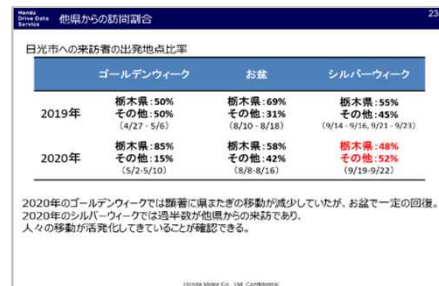 Honda
Drive Data
Service
他県からの訪問割合
23
日光市への来訪者の出発地点比率
ゴールデンウィーク
お盆
シルバーウィーク
2019年
栃木県:50%
その他:50%
(4/27 - 5/6)
栃木県:69%
その他:31%
(8/10 - 8/18)
栃木県:55%
その他:45%
(9/14 - 9/16, 9/21 - 9/23)
2020年
栃木県:85%
その他:15%
(5/2-5/10)
栃木県:58%
その他:42%
(8/8-8/16)
栃木県:48%
その他:52%
(9/19-9/22)
2020年のゴールデンウィークでは顕著に県またぎの移動が減少していたが、お盆で一定の回復。
2020年のシルバーウィークでは過半数が他県からの来訪であり、
人々の移動が活発化してきていることが確認できる。
Honda Motor Co., Ltd. Confidential